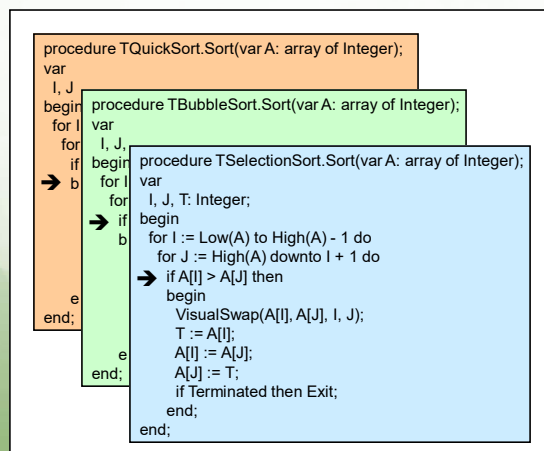 procedure TQuickSort.Sort(var A: array of Integer);
var
I, J
begin
for I
for
if
b
e
end;
procedure TBubbleSort.Sort(var A: array of Integer);
var
I, J,
begin
for I
for
if
b
e
end;
procedure TSelectionSort.Sort(var A: array of Integer);
var
I, J, T: Integer;
begin
for I := Low(A) to High(A) - 1 do
for J := High(A) downto I + 1 do
if A[I] > A[J] then
begin
VisualSwap(A[I], A[J], I, J);
T := A[I];
A[I] := A[J];
A[J] := T;
if Terminated then Exit;
end;
end;